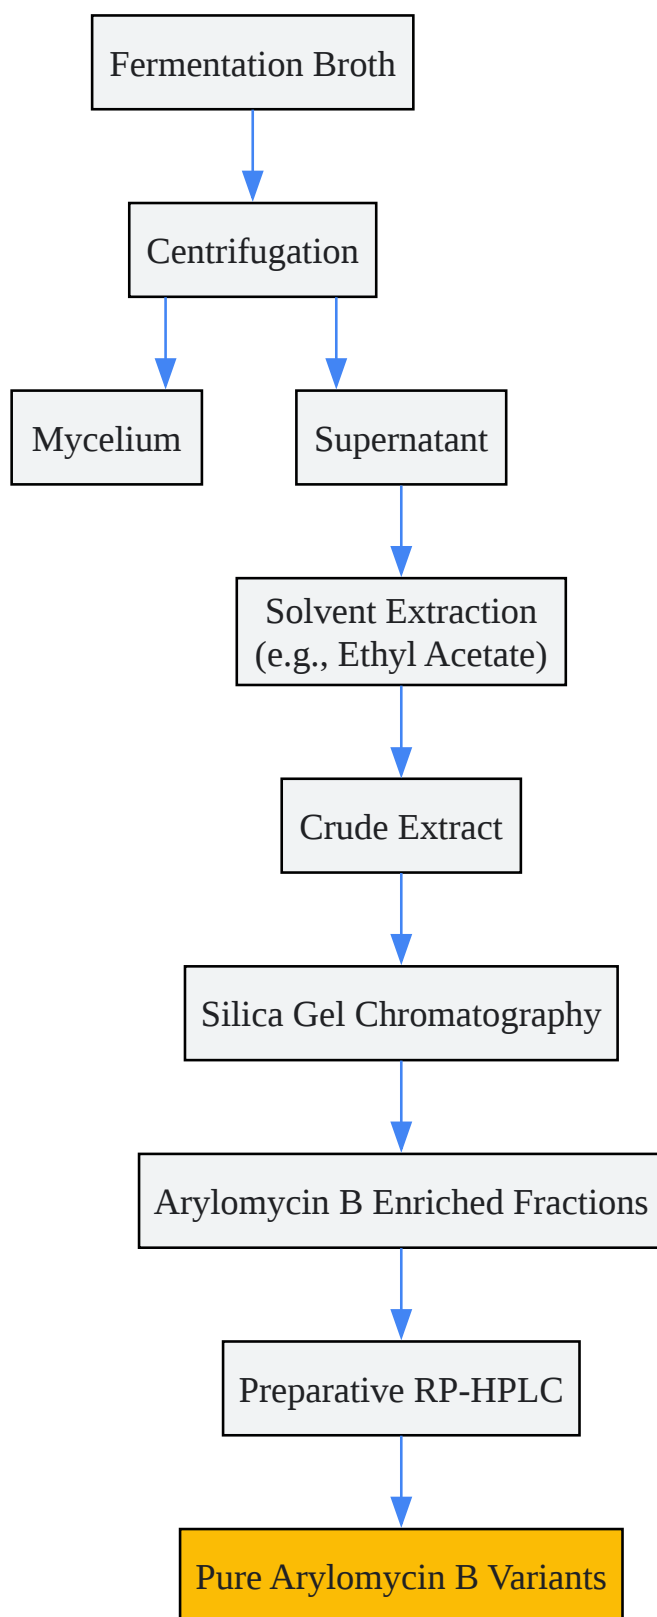 Fermentation Broth
Centrifugation
Mycelium
Supernatant
Solvent Extraction
(e.g., Ethyl Acetate)
Crude Extract
Silica Gel Chromatography
Arylomycin B Enriched Fractions
Preparative RP-HPLC
Pure Arylomycin B Variants